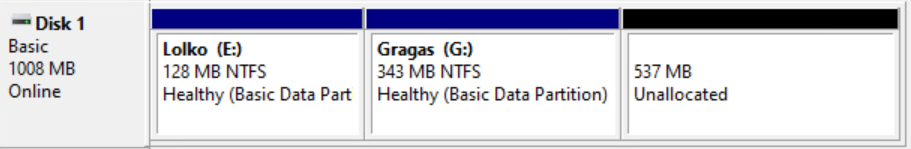 Disk 1
Basic
1008 MB
Online
Lolko (E:)
128 MB NTFS
Healthy (Basic Data Part
Gragas (G:)
343 MB NTFS
Healthy (Basic Data Partition)
537 MB
Unallocated